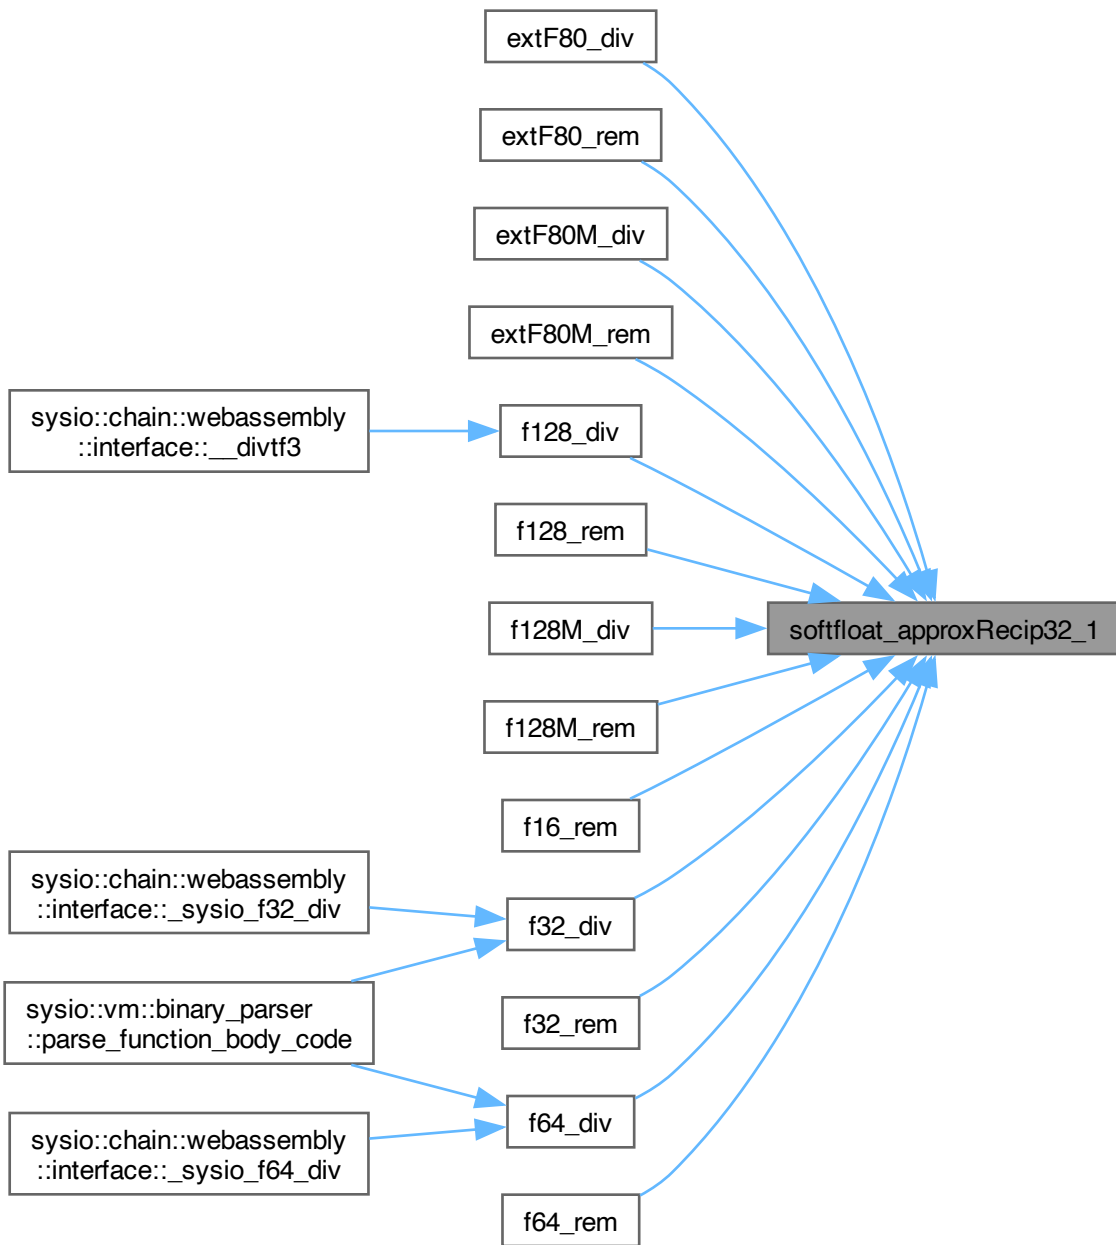 extF80_div
extF80_rem
extF80M_div
extF80M_rem
sysio::chain::webassembly
::interface::__divtf3
f128_div
f128_rem
f128M_div
softfloat_approxRecip32_1
f128M_rem
f16_rem
sysio::chain::webassembly
::interface::_sysio_f32_div
f32_div
sysio::vm::binary_parser
::parse_function_body_code
f32_rem
f64_div
sysio::chain::webassembly
::interface::_sysio_f64_div
f64_rem